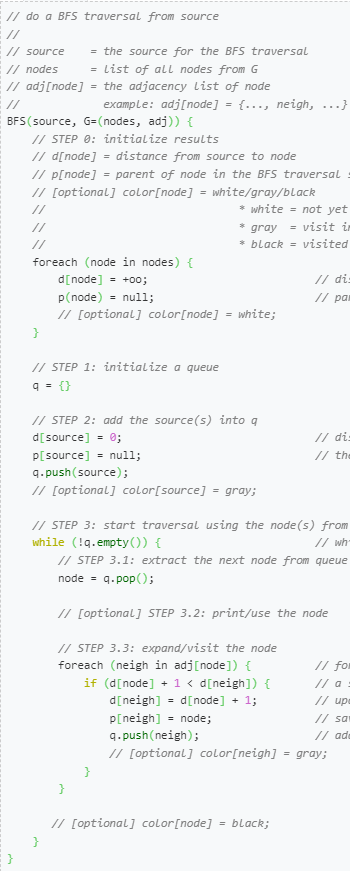 // do a BFS traversal from source
//
// source    = the source for the BFS traversal
// nodes     = list of all nodes from G
// adj[node] = the adjacency list of node
//             example: adj[node] = {..., neigh, ...}
BFS(source, G=(nodes, adj)) {
    // STEP 0: initialize results
    // d[node] = distance from source to node
    // p[node] = parent of node in the BFS traversal s
    // [optional] color[node] = white/gray/black
    //                              * white = not yet
    //                              * gray  = visit i
    //                              * black = visited
    foreach (node in nodes) {
        d[node] = +oo;                          // dis
        p(node) = null;                         // pa
        // [optional] color[node] = white;
    }

    // STEP 1: initialize a queue
    q = {}

    // STEP 2: add the source(s) into q
    d[source] = 0;                              // dis
    p[source] = null;                           // the
    q.push(source);
    // [optional] color[source] = gray;

    // STEP 3: start traversal using the node(s) from
    while (!q.empty()) {                        // wh
        // STEP 3.1: extract the next node from queue
        node = q.pop();

        // [optional] STEP 3.2: print/use the node

        // STEP 3.3: expand/visit the node
        foreach (neigh in adj[node]) {          // fo
            if (d[node] + 1 < d[neigh]) {       // a s
                d[neigh] = d[node] + 1;         // up
                p[neigh] = node;                // sa
                q.push(neigh);                  // ad
                // [optional] color[neigh] = gray;
            }
        }

       // [optional] color[node] = black;
    }
}